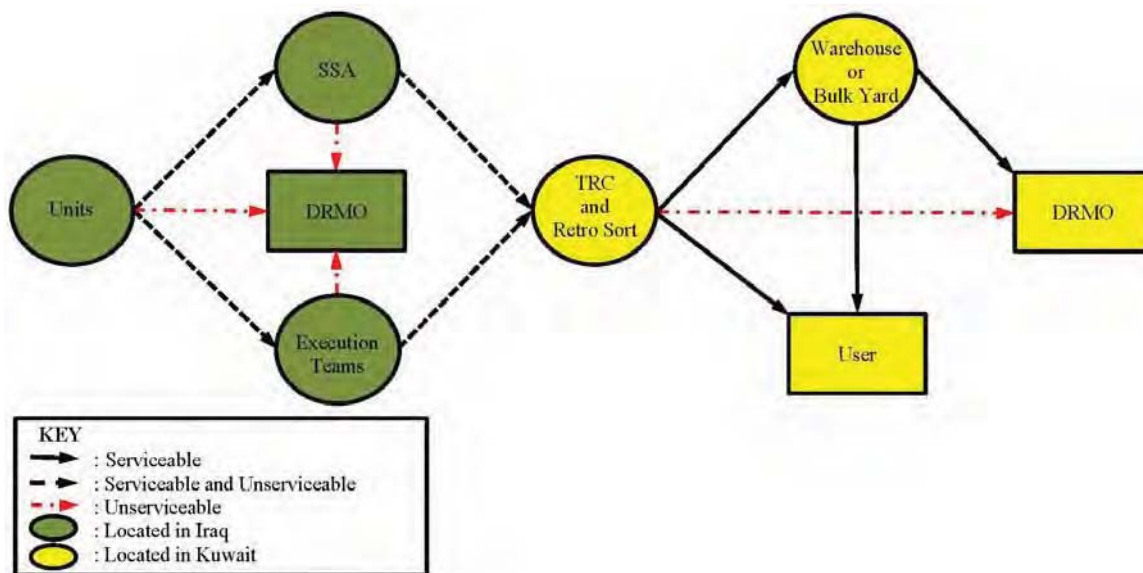 SSA
Warehouse
or
Bulk Yard
Units
DRMO
TRC
and
Retro Sort
DRMO
Execution
Teams
User
KEY
: Serviceable
: Serviceable and Unserviceable
: Unserviceable
: Located in Iraq
: Located in Kuwait